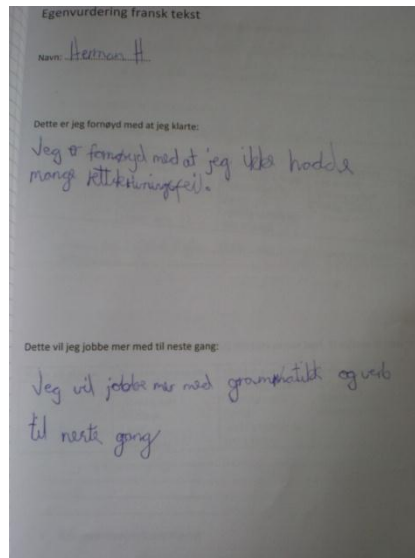 Egenvurdering fransk tekst
Navn: Herman H
Dette er jeg fornøyd med at jeg klarte:
Jeg er fornøyd med at jeg ikke hadde
mange rettskrivningsfeil.
Dette vil jeg jobbe mer med til neste gang:
Jeg vil jobbe mer med gramphatikk og verb
til neste gang